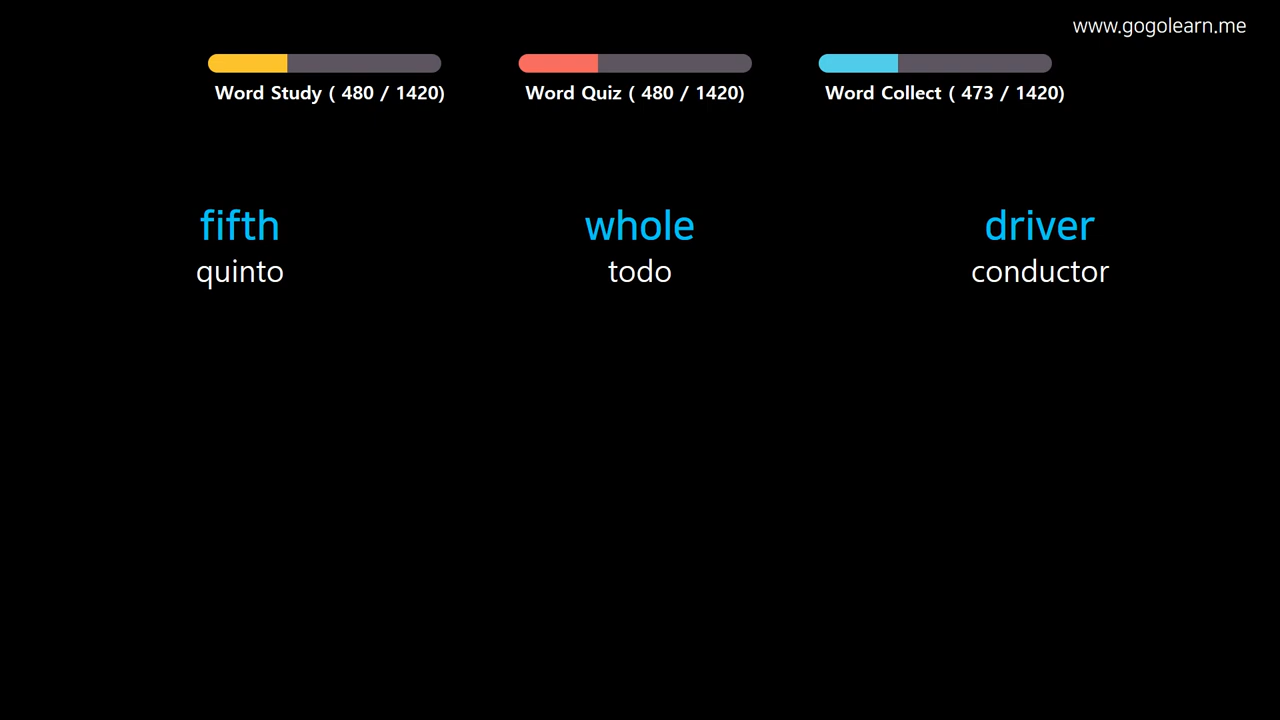 www.gogolearn.me
Word Study ( 480 / 1420)
Word Quiz ( 480 / 1420)
Word Collect ( 473 / 1420)
fifth
quinto
whole
todo
driver
conductor